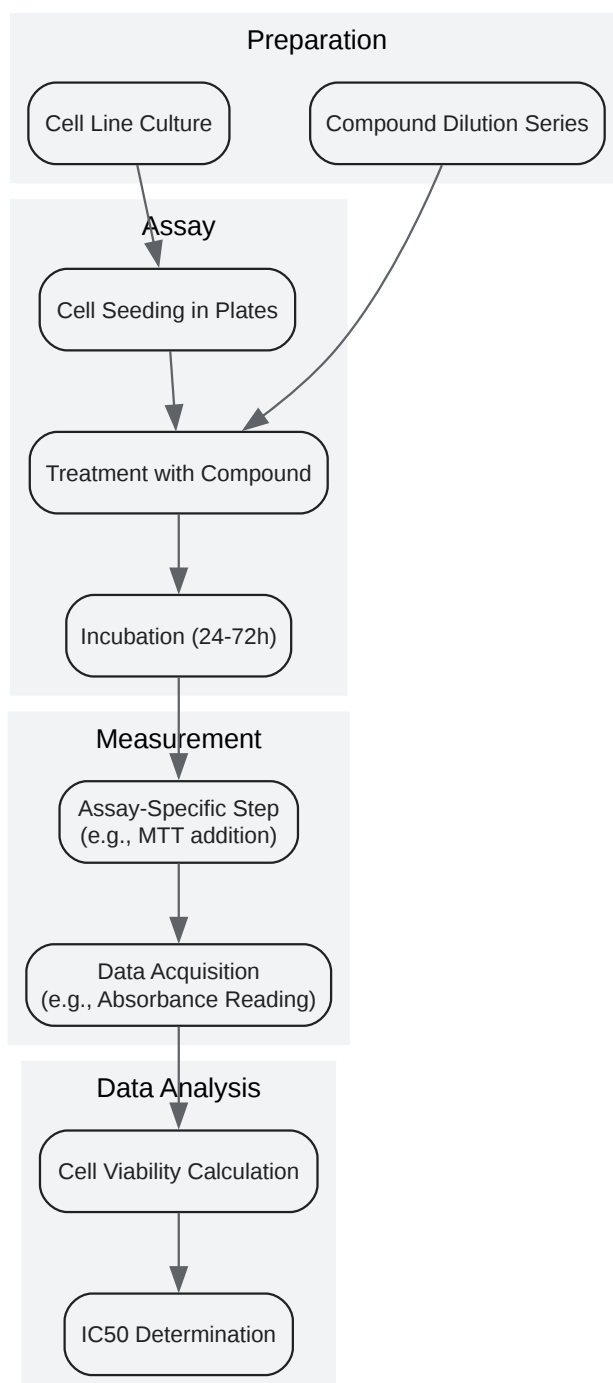 Preparation
Cell Line Culture
Compound Dilution Series
Assay
Cell Seeding in Plates
Treatment with Compound
Incubation (24-72h)
Measurement
Assay-Specific Step
(e.g., MTT addition)
Data Acquisition
(e.g., Absorbance Reading)
Data Analysis
Cell Viability Calculation
IC50 Determination